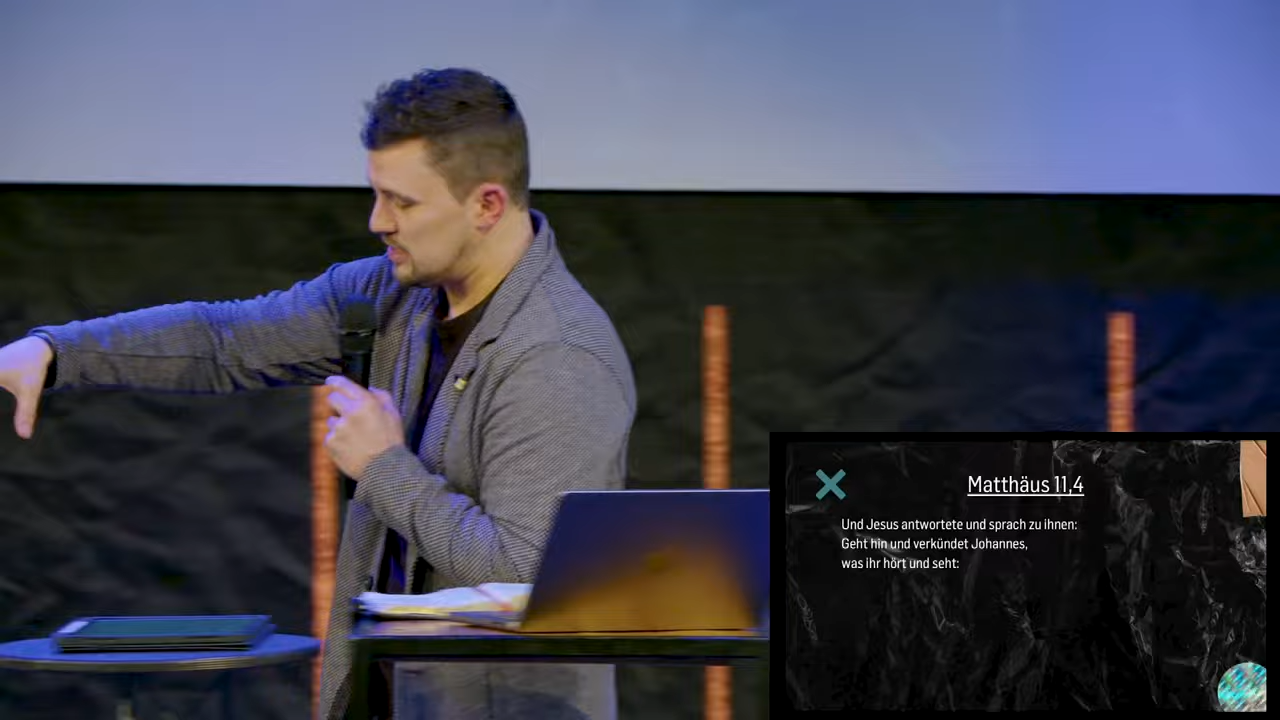 Matthäus 11,4
Und Jesus antwortete und sprach zu ihnen:
Geht hin und verkündet Johannes,
was ihr hört und seht: